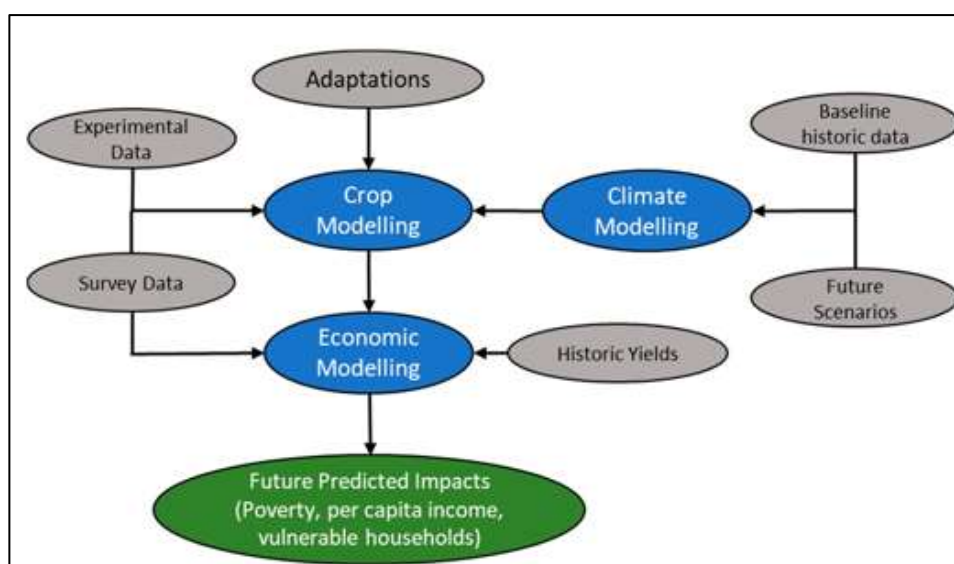 Adaptations
Experimental
Data
Baseline
historic data
Crop
Modelling
Climate
Modelling
Survey Data
Future
Scenarios
Economic
Modelling
Historic Yields
Future Predicted Impacts
(Poverty, per capita income,
vulnerable households)